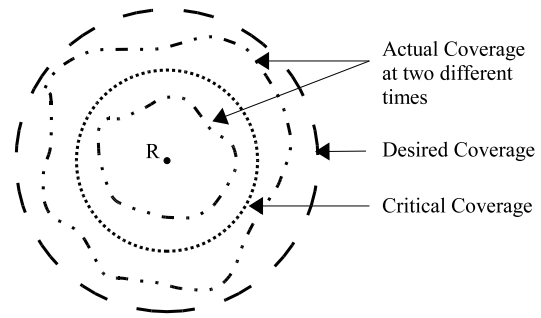 Actual Coverage
at two different
times
R
Desired Coverage
Critical Coverage